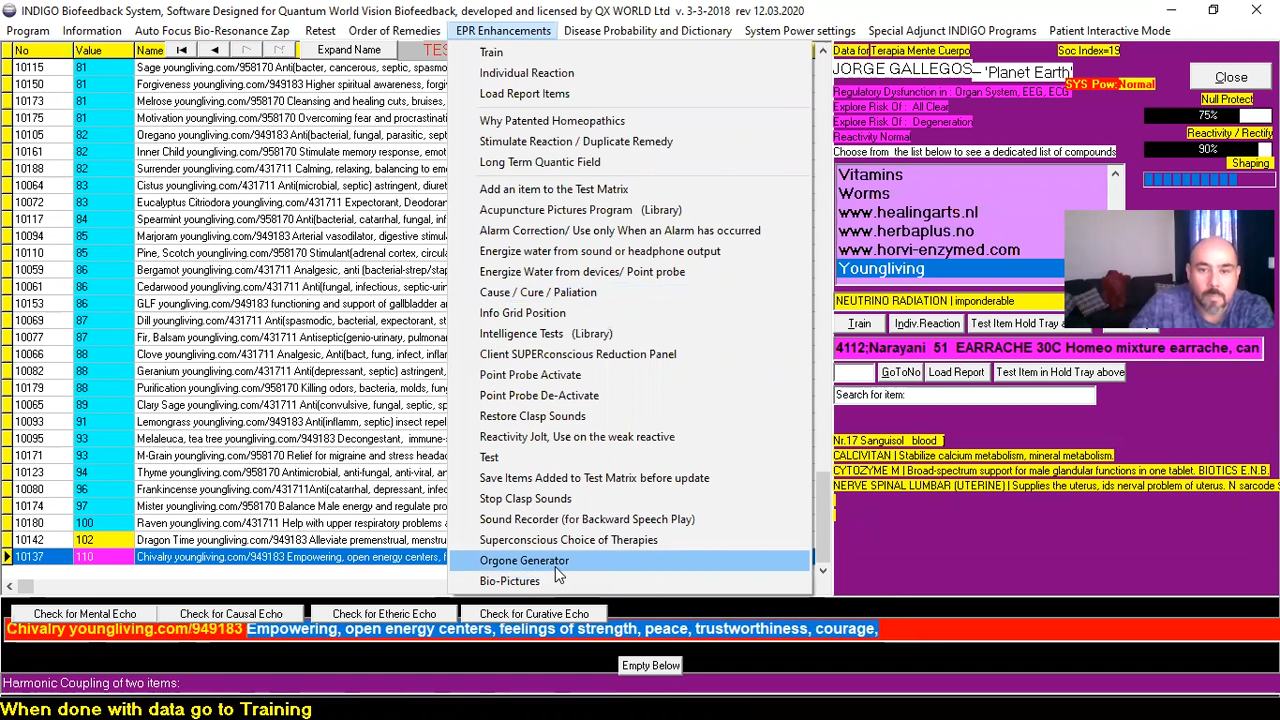 INDIGO Biofeedback System, Software Designed for Quantum World Vision Biofeedback, developed and licensed by QX WORLD Ltd v. 3-3-2018 rev 12.03.2020
Program Information Auto Focus Bio-Resonance Zap Retest Order of Remedies EPR Enhancements Disease Probability and Dictionary System Power settings Special Adjunct INDIGO Programs Patient Interactive Mode
No Value Name Expand Name
10115 81 Sage youngliving.com/958170 Anti(bacter, cancerous, septic, spasmo
10150 81 Forgiveness youngliving.com/949183 Higher spiritual awareness, forgi
10173 81 Melrose youngliving.com/958170 Cleansing and healing cuts, bruises,
10175 81 Motivation youngliving.com/949183 Overcoming fear and procrastinati
10105 82 Oregano youngliving.com/949183 Anti(bacterial, fungal, parasitic, septi
10161 82 Inner Child youngliving.com/949183 Stimulate memory response, emot
10188 82 Surrender youngliving.com/431711 Calming, relaxing, balancing to em
10064 83 Cistus youngliving.com/431711 Anti(microbial, septic) astringent, diuret
10072 83 Eucalyptus Citriodora youngliving.com/431711 Expectorant, Deodorant
10117 84 Spearmint youngliving.com/958170 Anti(bacterial, catarrhal, fungal, in
10094 85 Marjoram youngliving.com/949183 Arterial vasodilator, digestive stimul
10110 85 Pine, Scotch youngliving.com/958170 Stimulant(adrenal cortex, circula
10059 86 Bergamot youngliving.com/431711 Analgesic, anti (bacterial-strep/stap
10061 86 Cedarwood youngliving.com/431711 Anti(fungal, infectious, septic-urin
10153 86 GLF youngliving.com/949183 functioning and support of gallbladder ar
10069 87 Dill youngliving.com/431711 Anti(spasmodic, bacterial, expectorant, st
10077 87 Fir, Balsam youngliving.com/431711 Antiseptic(genio-urinary, pulmonar
10066 88 Clove youngliving.com/431711 Analgesic, Anti(bact, fungal, infect, par
10082 88 Geranium youngliving.com/431711 Anti(depressant, infect, septic) astring
10179 88 Purification youngliving.com/431711 Killing odors, bacteria, molds, fung
10065 89 Clary Sage youngliving.com/431711 Anti(convulsive, fungal, septic, s
10093 91 Lemongrass youngliving.com/949183 Anti(inflamm, septic) insect repel
10095 93 Melaleuca, tea tree youngliving.com/949183 Decongestant, immune-s
10171 93 M-Grain youngliving.com/949183 Help with migraine and stress heada
10123 94 Thyme youngliving.com/958170 Antimicrobial, anti-fungal, anti-viral, an
10080 96 Frankincense youngliving.com/431711 Anti(catarrhal, depressant, infect
10174 97 Mister youngliving.com/958170 Balance Male energy and regulate pro
10180 100 Raven youngliving.com/431711 Help with upper respiratory problems
10142 102 Dragon Time youngliving.com/949183 Alleviate premenstrual, menstru
10137 110 Chivalry youngliving.com/949183 Empowering, open energy centers, f
Train
Individual Reaction
Load Report Items
Why Patented Homeopathics
Stimulate Reaction / Duplicate Remedy
Long Term Quantic Field
Add an item to the Test Matrix
Acupuncture Pictures Program (Library)
Alarm Correction/ Use only When an Alarm has occurred
Energize water from sound or headphone output
Energize Water from devices/ Point probe
Cause / Cure / Paliation
Info Grid Position
Intelligence Tests (Library)
Client SUPERconscious Reduction Panel
Point Probe Activate
Point Probe De-Activate
Restore Clasp Sounds
Reactivity Jolt, Use on the weak reactive
Test
Save Items Added to Test Matrix before update
Stop Clasp Sounds
Sound Recorder (for Backward Speech Play)
Superconscious Choice of Therapies
Orgone Generator
Bio-Pictures
Data for Terapia Mente Cuerpo Soc Index=19
JORGE GALLEGOS– 'Planet Earth'
SYS Pow:Normal
Close
Regulatory Dysfunction in : Organ System, EEG, ECG
Explore Risk Of : All Clear
Explore Risk Of : Degeneration
Reactivity Normal
Choose from the list below to see a dedicated list of compounds
Null Protect
75%
Reactivity / Rectify
90%
Shaping
Vitamins
Worms
www.healingarts.nl
www.herbaplus.no
www.horvi-enzymed.com
Youngliving
NEUTRINO RADIATION | imponderable
Train Indiv.Reaction Test Item Hold Tray
4112;Narayani 51 EARRACHE 30C Homeo mixture earrache, can
GoToNo Load Report Test Item in Hold Tray above
Search for item:
Nr.17 Sanguisol blood
CALCIVITAN | Stabilize calcium metabolism, mineral metabolism.
CYTOZYME M | Broad-spectrum support for male glandular functions in one tablet. BIOTICS E.N.B.
NERVE SPINAL LUMBAR (UTERINE) | Supplies the uterus, ids nerval problem of uterus. N sarcode
Check for Mental Echo Check for Causal Echo Check for Etheric Echo Check for Curative Echo
Chivalry youngliving.com/949183 Empowering, open energy centers, feelings of strength, peace, trustworthiness, courage,
Empty Below
Harmonic Coupling of two items:
When done with data go to Training